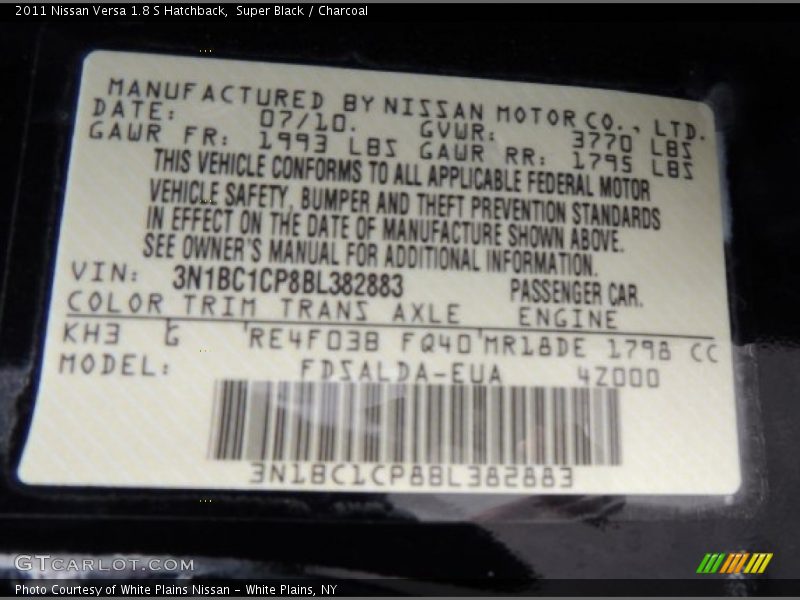 2011 Nissan Versa 1.8 S Hatchback, Super Black / Charcoal
MANUFACTURED BY NISSAN MOTOR CO., LTD.
DATE: 07/10. GVWR: 3770 LBS
GAWR FR: 1993 LBS GAWR RR: 1795 LBS
THIS VEHICLE CONFORMS TO ALL APPLICABLE FEDERAL MOTOR
VEHICLE SAFETY, BUMPER AND THEFT PREVENTION STANDARDS
IN EFFECT ON THE DATE OF MANUFACTURE SHOWN ABOVE.
SEE OWNER'S MANUAL FOR ADDITIONAL INFORMATION.
VIN: 3N1BC1CP8BL382883 PASSENGER CAR.
COLOR TRIM TRANS AXLE ENGINE
KH3 G RE4F03B FQ40 MR18DE 1798 CC
MODEL: FDSALDA-EUA 4Z000
3N1BC1CP8BL382883
GTCARLOT.COM
Photo Courtesy of White Plains Nissan - White Plains, NY